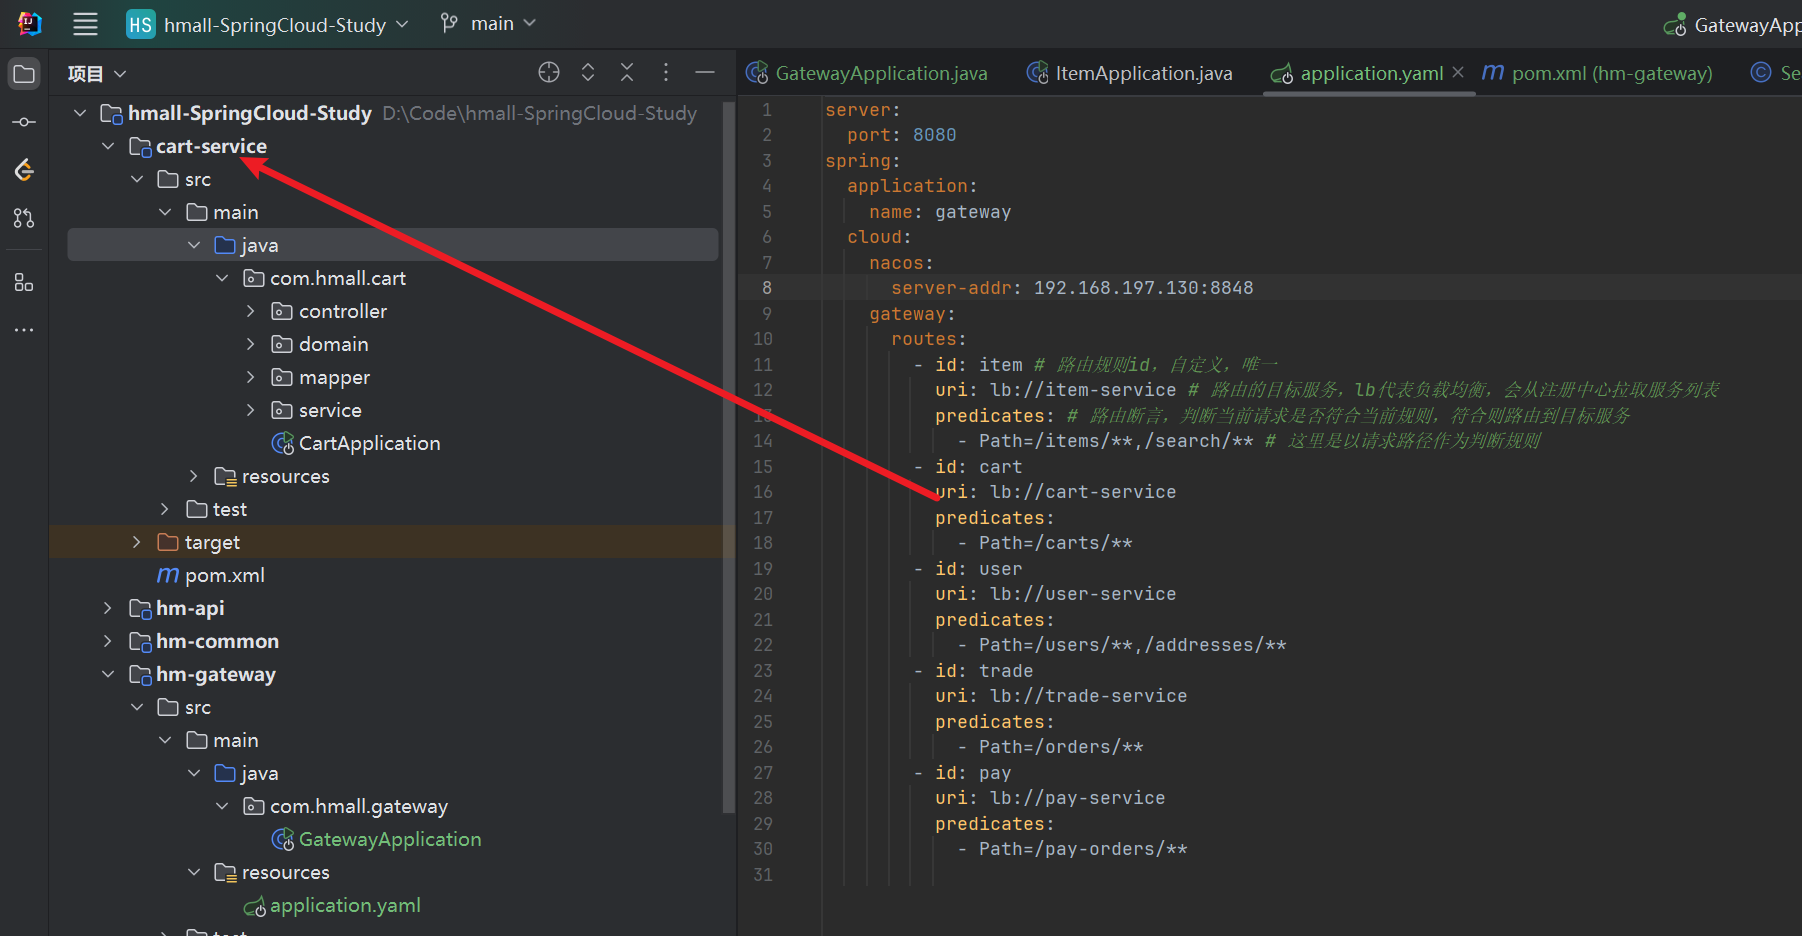 HS hmall-SpringCloud-Study main GatewayApp
项目
hmall-SpringCloud-Study D:\Code\hmall-SpringCloud-Study
cart-service
src
main
java
com.hmall.cart
controller
domain
mapper
service
CartApplication
resources
test
target
m pom.xml
hm-api
hm-common
hm-gateway
src
main
java
com.hmall.gateway
GatewayApplication
resources
application.yaml
test
GatewayApplication.java ItemApplication.java application.yaml m pom.xml (hm-gateway) © Se
1 server:
2 port: 8080
3 spring:
4 application:
5 name: gateway
6 cloud:
7 nacos:
8 server-addr: 192.168.197.130:8848
9 gateway:
10 routes:
11 - id: item # 路由规则id，自定义，唯一
12 uri: lb://item-service # 路由的目标服务，lb代表负载均衡，会从注册中心拉取服务列表
13 predicates: # 路由断言，判断当前请求是否符合当前规则，符合则路由到目标服务
14 - Path=/items/**,/search/** # 这里是以请求路径作为判断规则
15 - id: cart
16 uri: lb://cart-service
17 predicates:
18 - Path=/carts/**
19 - id: user
20 uri: lb://user-service
21 predicates:
22 - Path=/users/**,/addresses/**
23 - id: trade
24 uri: lb://trade-service
25 predicates:
26 - Path=/orders/**
27 - id: pay
28 uri: lb://pay-service
29 predicates:
30 - Path=/pay-orders/**
31